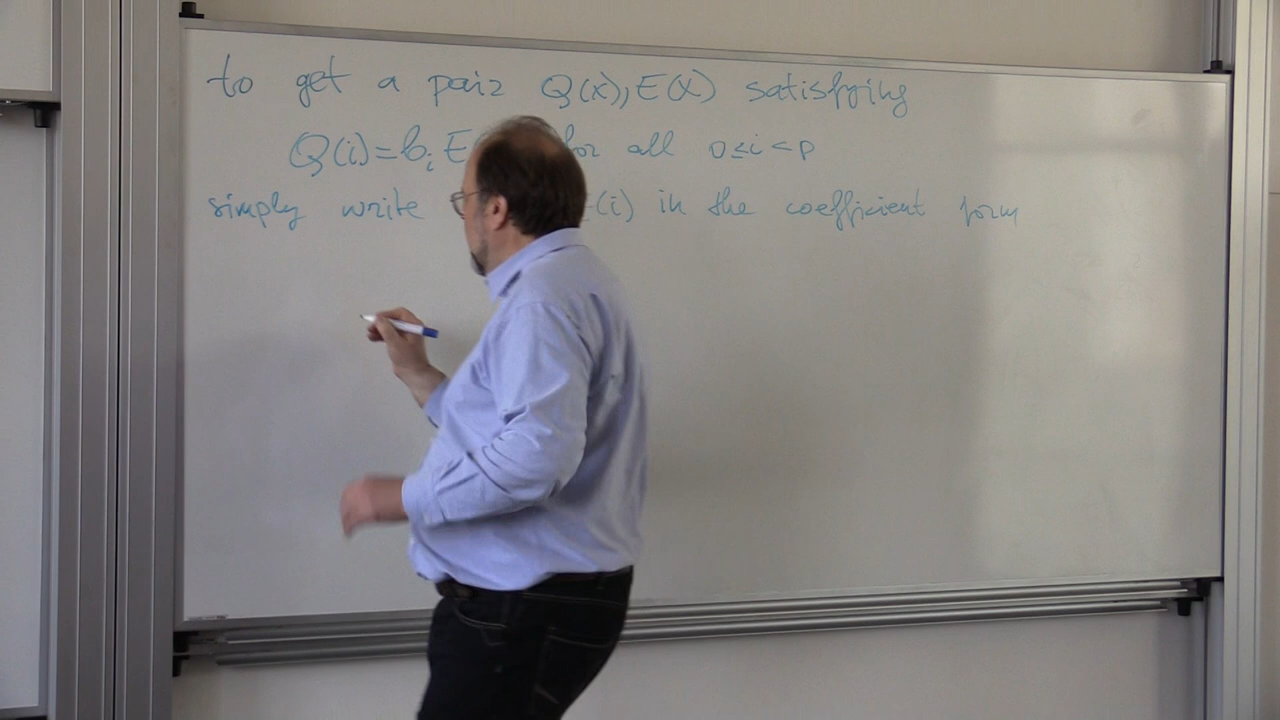 to get a pair Q(x), E(x) satisfying
Q(i)=b_i E for all 0≤i<p
simply write (i) in the coefficient form